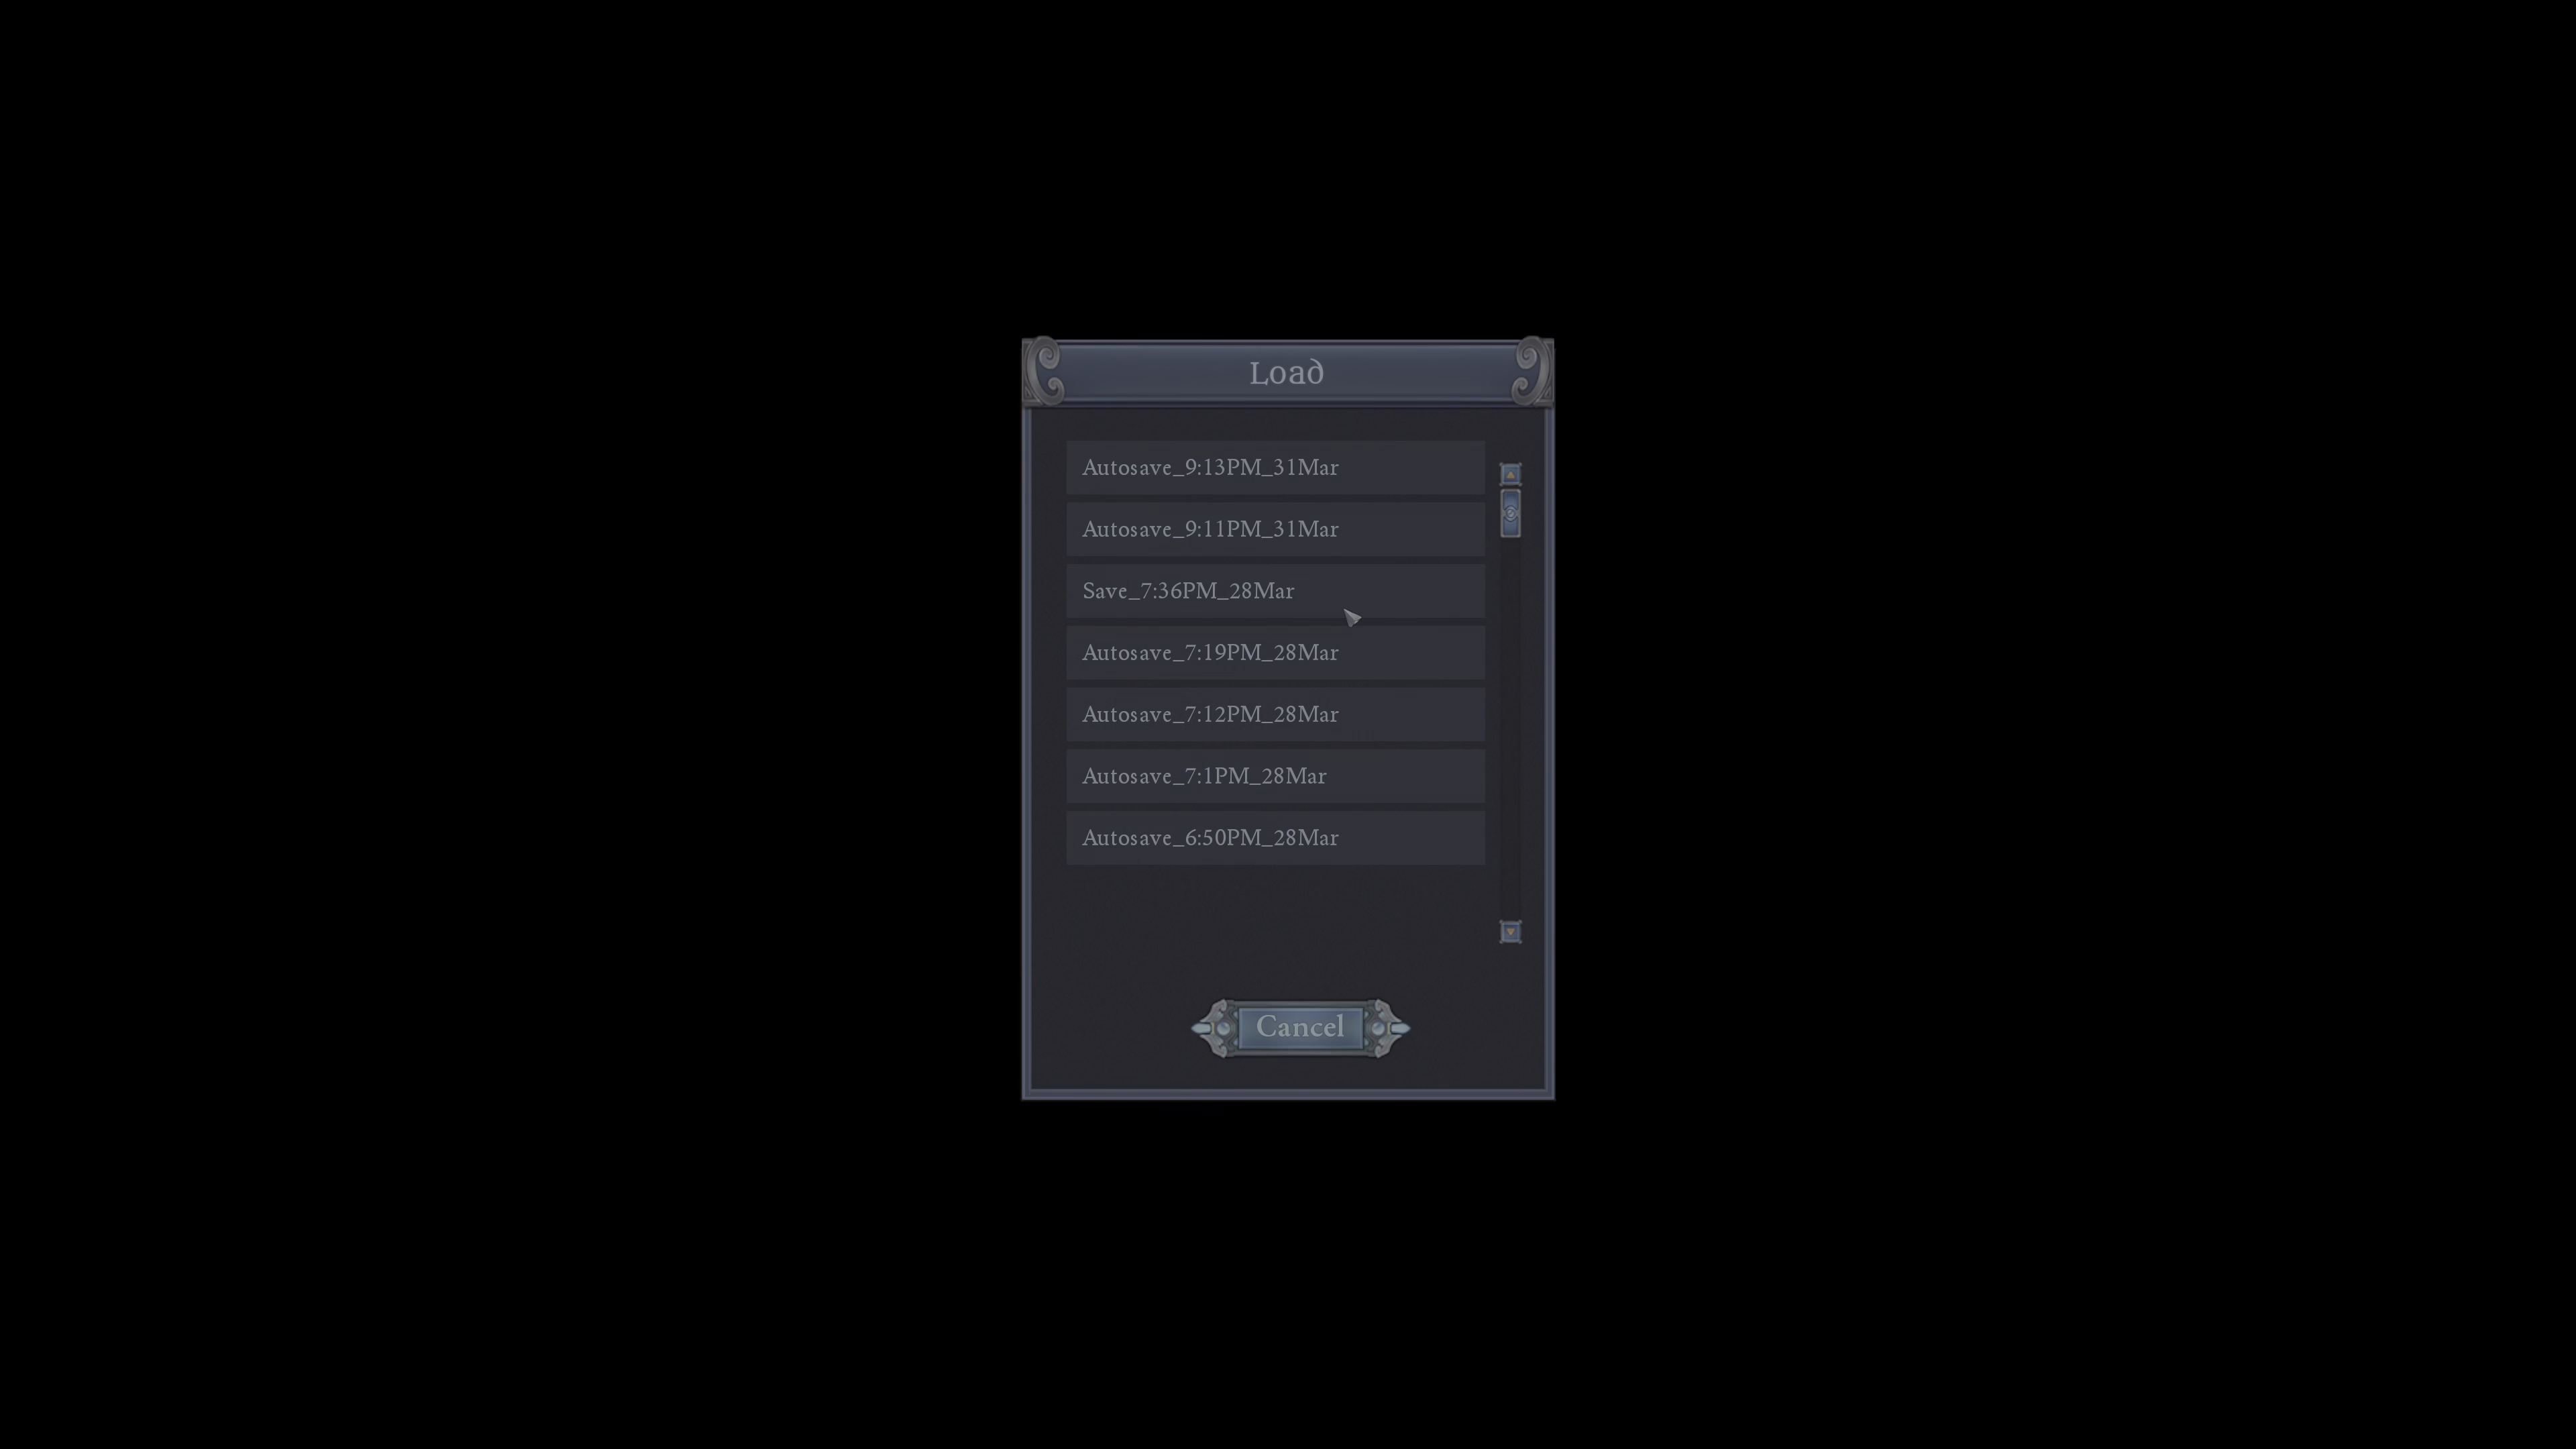 Load
Autosave_9:13PM_31Mar
Autosave_9:11PM_31Mar
Save_7:36PM_28Mar
Autosave_7:19PM_28Mar
Autosave_7:12PM_28Mar
Autosave_7:1PM_28Mar
Autosave_6:50PM_28Mar
Cancel